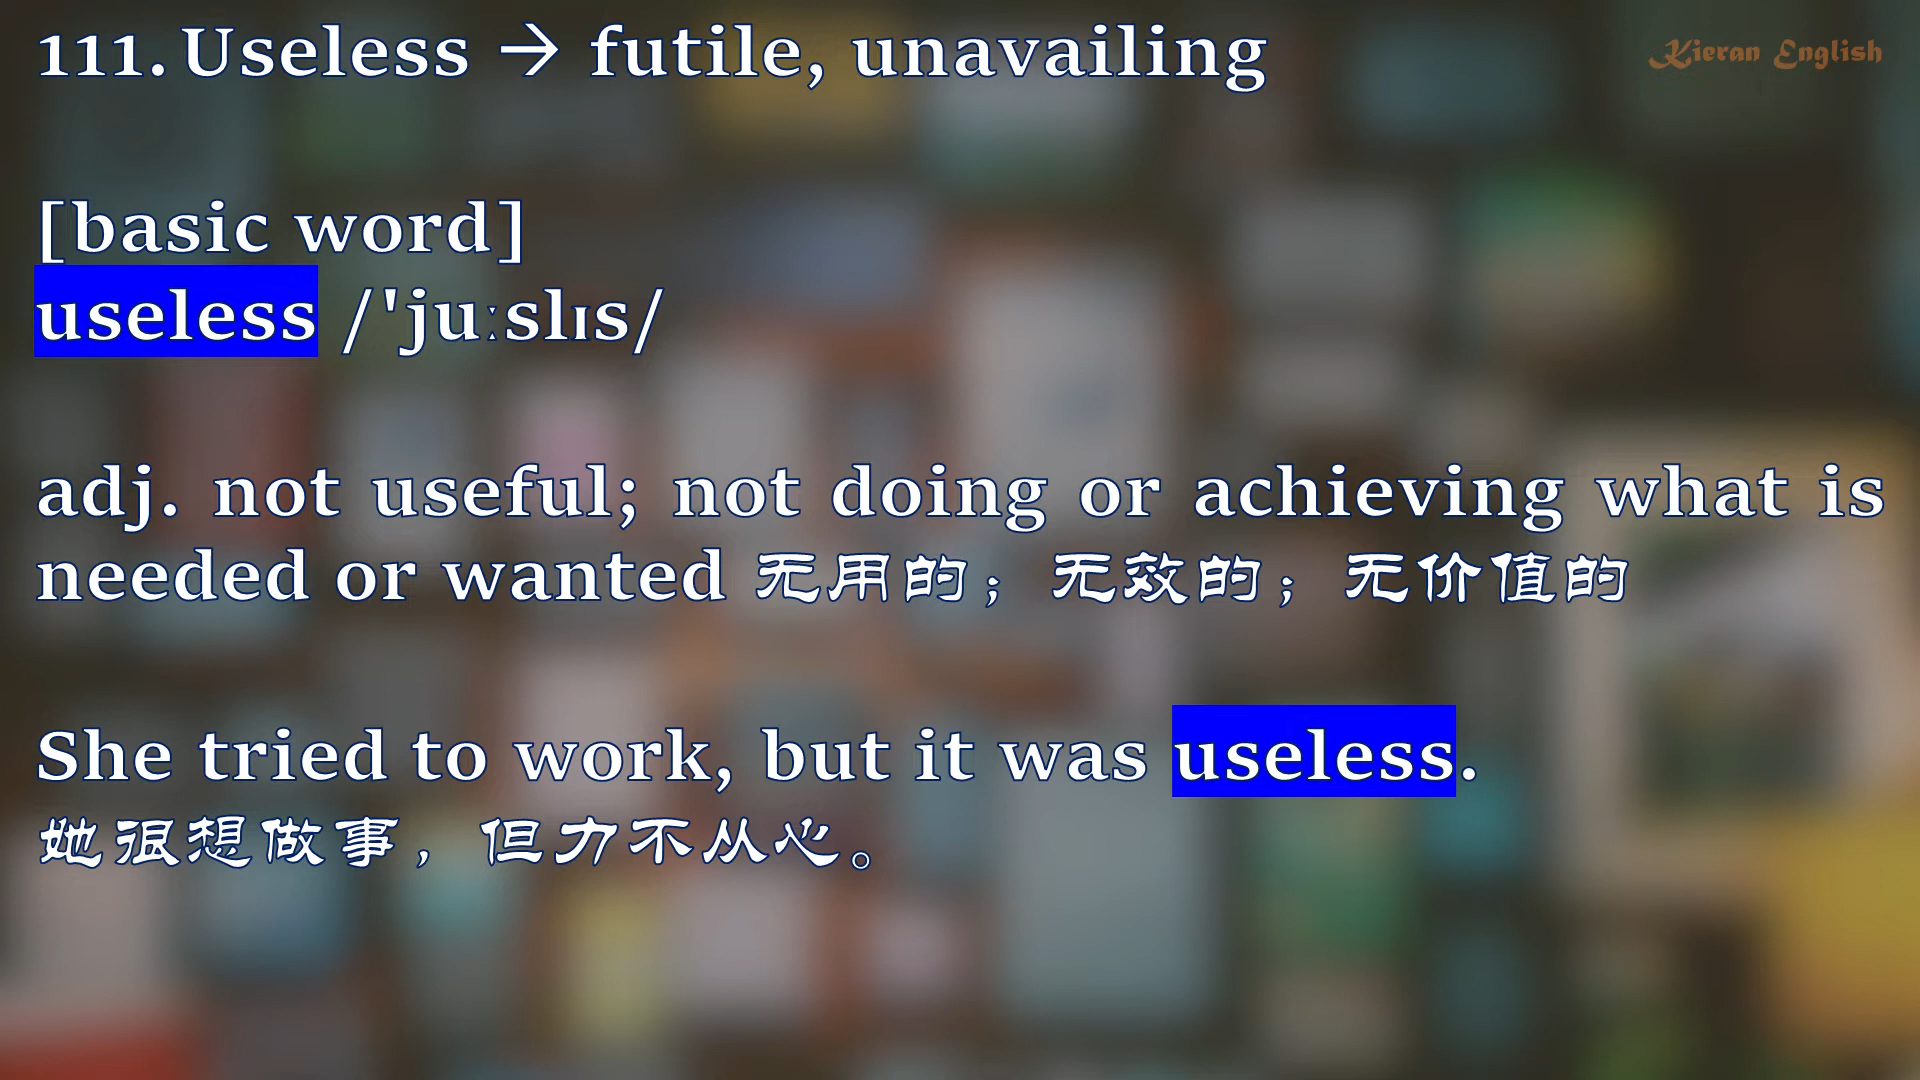 111. Useless → futile, unavailing
Kieran English
[basic word]
useless /'juːslɪs/
adj. not useful; not doing or achieving what is
needed or wanted 无用的；无效的；无价值的
She tried to work, but it was useless.
她很想做事，但力不从心。